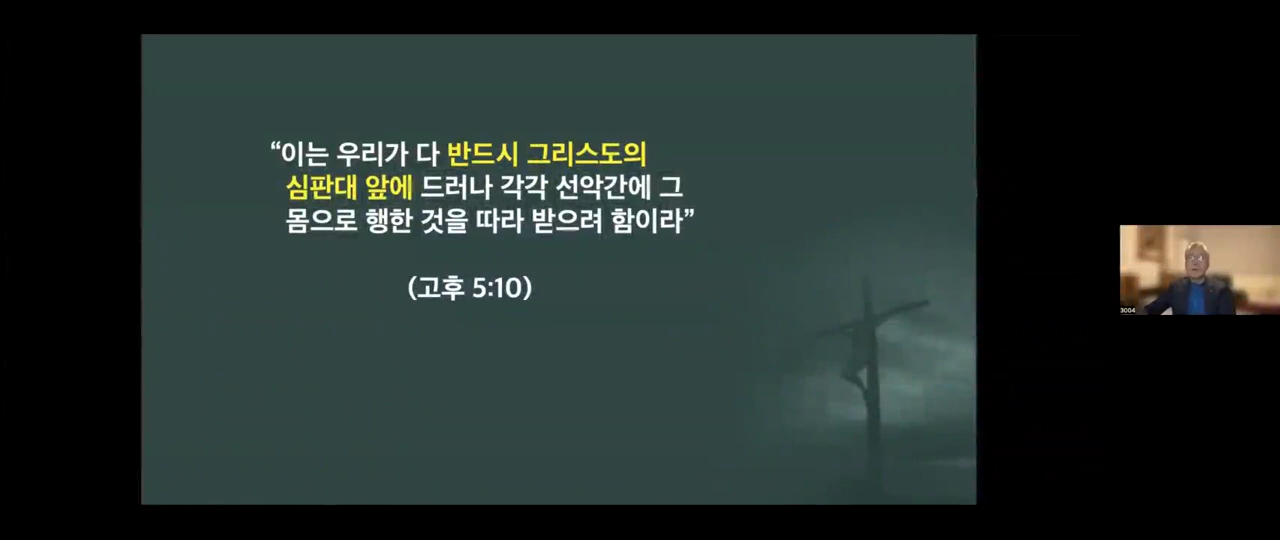 “이는 우리가 다 반드시 그리스도의
심판대 앞에 드러나 각각 선악간에 그
몸으로 행한 것을 따라 받으려 함이라”
(고후 5:10)
3004